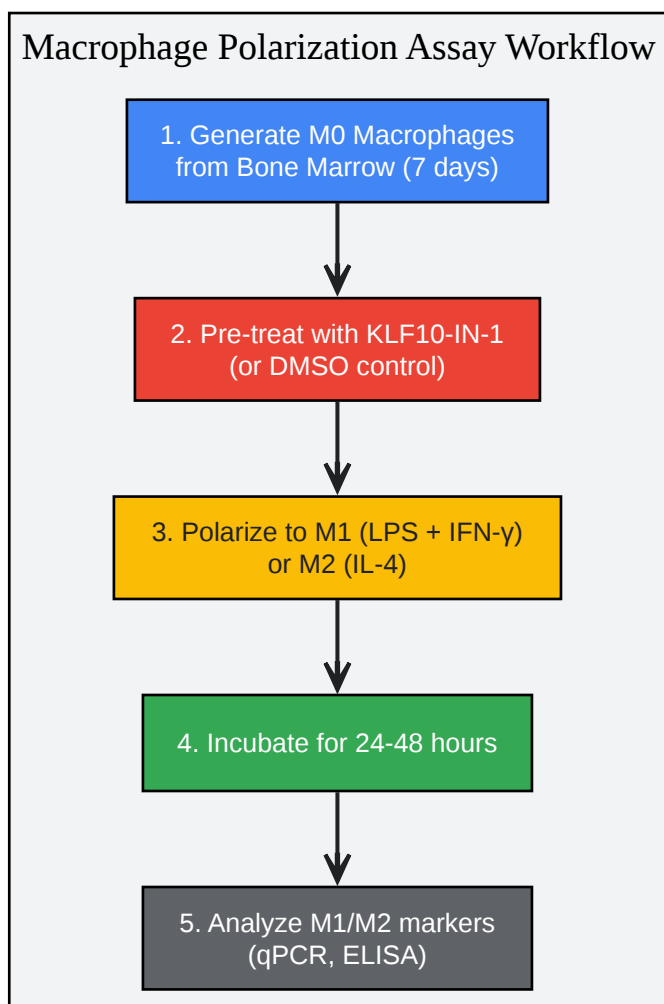 Macrophage Polarization Assay Workflow
1. Generate M0 Macrophages
from Bone Marrow (7 days)
2. Pre-treat with KLF10-IN-1
(or DMSO control)
3. Polarize to M1 (LPS + IFN-γ)
or M2 (IL-4)
4. Incubate for 24-48 hours
5. Analyze M1/M2 markers
(qPCR, ELISA)